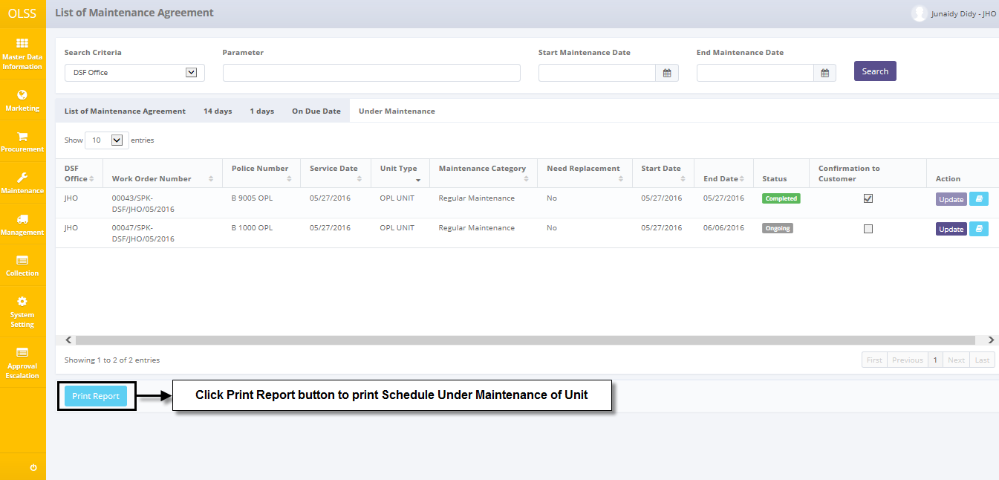 OLSS
List of Maintenance Agreement
Junaidy Didy - JHO
Master Data
Information
Marketing
Procurement
Maintenance
Management
Collection
System
Setting
Approval
Escalation
Search Criteria
Parameter
Start Maintenance Date
End Maintenance Date
DSF Office
Search
List of Maintenance Agreement 14 days 1 days On Due Date Under Maintenance
Show 10 entries
DSF
Office
Work Order Number
Police Number
Service Date
Unit Type
Maintenance Category
Need Replacement
Start Date
End Date
Status
Confirmation to
Customer
Action
JHO
00043/SPK-
DSF/JHO/05/2016
B 9005 OPL
05/27/2016
OPL UNIT
Regular Maintenance
No
05/27/2016
05/27/2016
Completed
Update
JHO
00047/SPK-
DSF/JHO/05/2016
B 1000 OPL
05/27/2016
OPL UNIT
Regular Maintenance
No
05/27/2016
06/06/2016
Ongoing
Update
Showing 1 to 2 of 2 entries
First Previous 1 Next Last
Print Report
Click Print Report button to print Schedule Under Maintenance of Unit